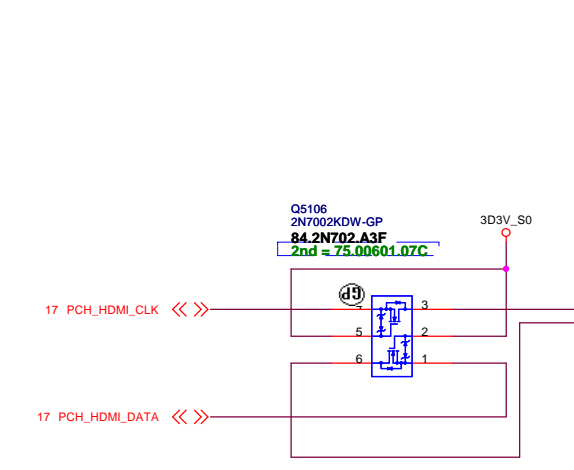 Q5106
2N7002KDW-GP
84.2N702.A3F
2nd = 75.00601.07C
3D3V_S0
GP
17 PCH_HDMI_CLK
3
5
2
6
1
17 PCH_HDMI_DATA